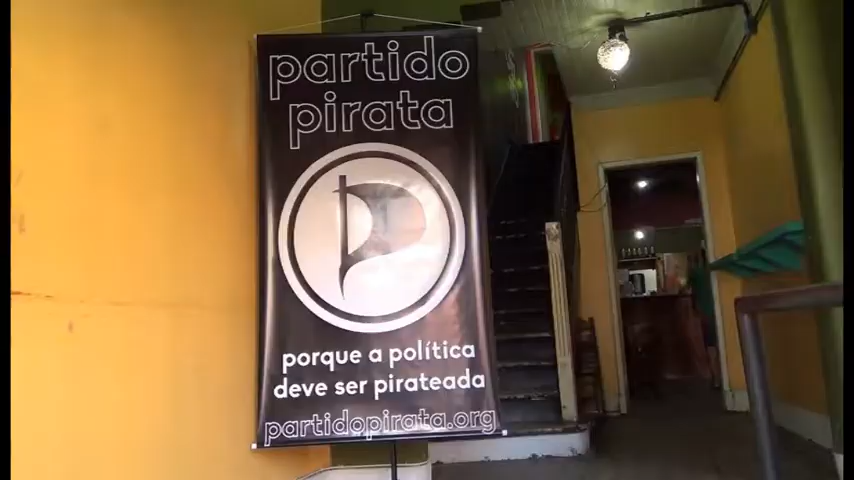 partido
pirata
porque a política
deve ser pirateada
partidopirata.org